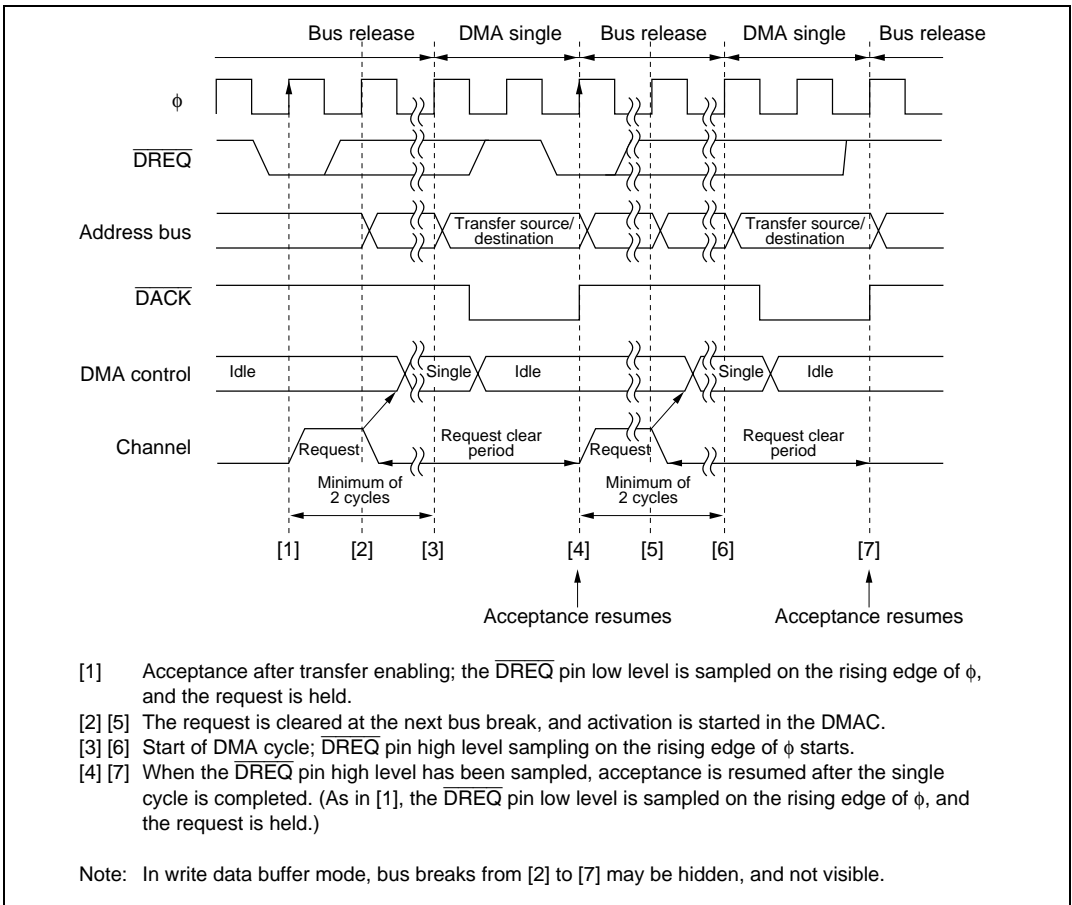 Bus release DMA single Bus release DMA single Bus release
ϕ
DREQ
Address bus
Transfer source/
destination
Transfer source/
destination
DACK
DMA control
Idle Single Idle Single Idle
Channel
Request
Request clear
period
Request
Request clear
period
Minimum of
2 cycles
Minimum of
2 cycles
[1] [2] [3] [4] [5] [6] [7]
Acceptance resumes Acceptance resumes
[1] Acceptance after transfer enabling; the DREQ pin low level is sampled on the rising edge of ϕ,
and the request is held.
[2] [5] The request is cleared at the next bus break, and activation is started in the DMAC.
[3] [6] Start of DMA cycle; DREQ pin high level sampling on the rising edge of ϕ starts.
[4] [7] When the DREQ pin high level has been sampled, acceptance is resumed after the single
cycle is completed. (As in [1], the DREQ pin low level is sampled on the rising edge of ϕ, and
the request is held.)
Note: In write data buffer mode, bus breaks from [2] to [7] may be hidden, and not visible.